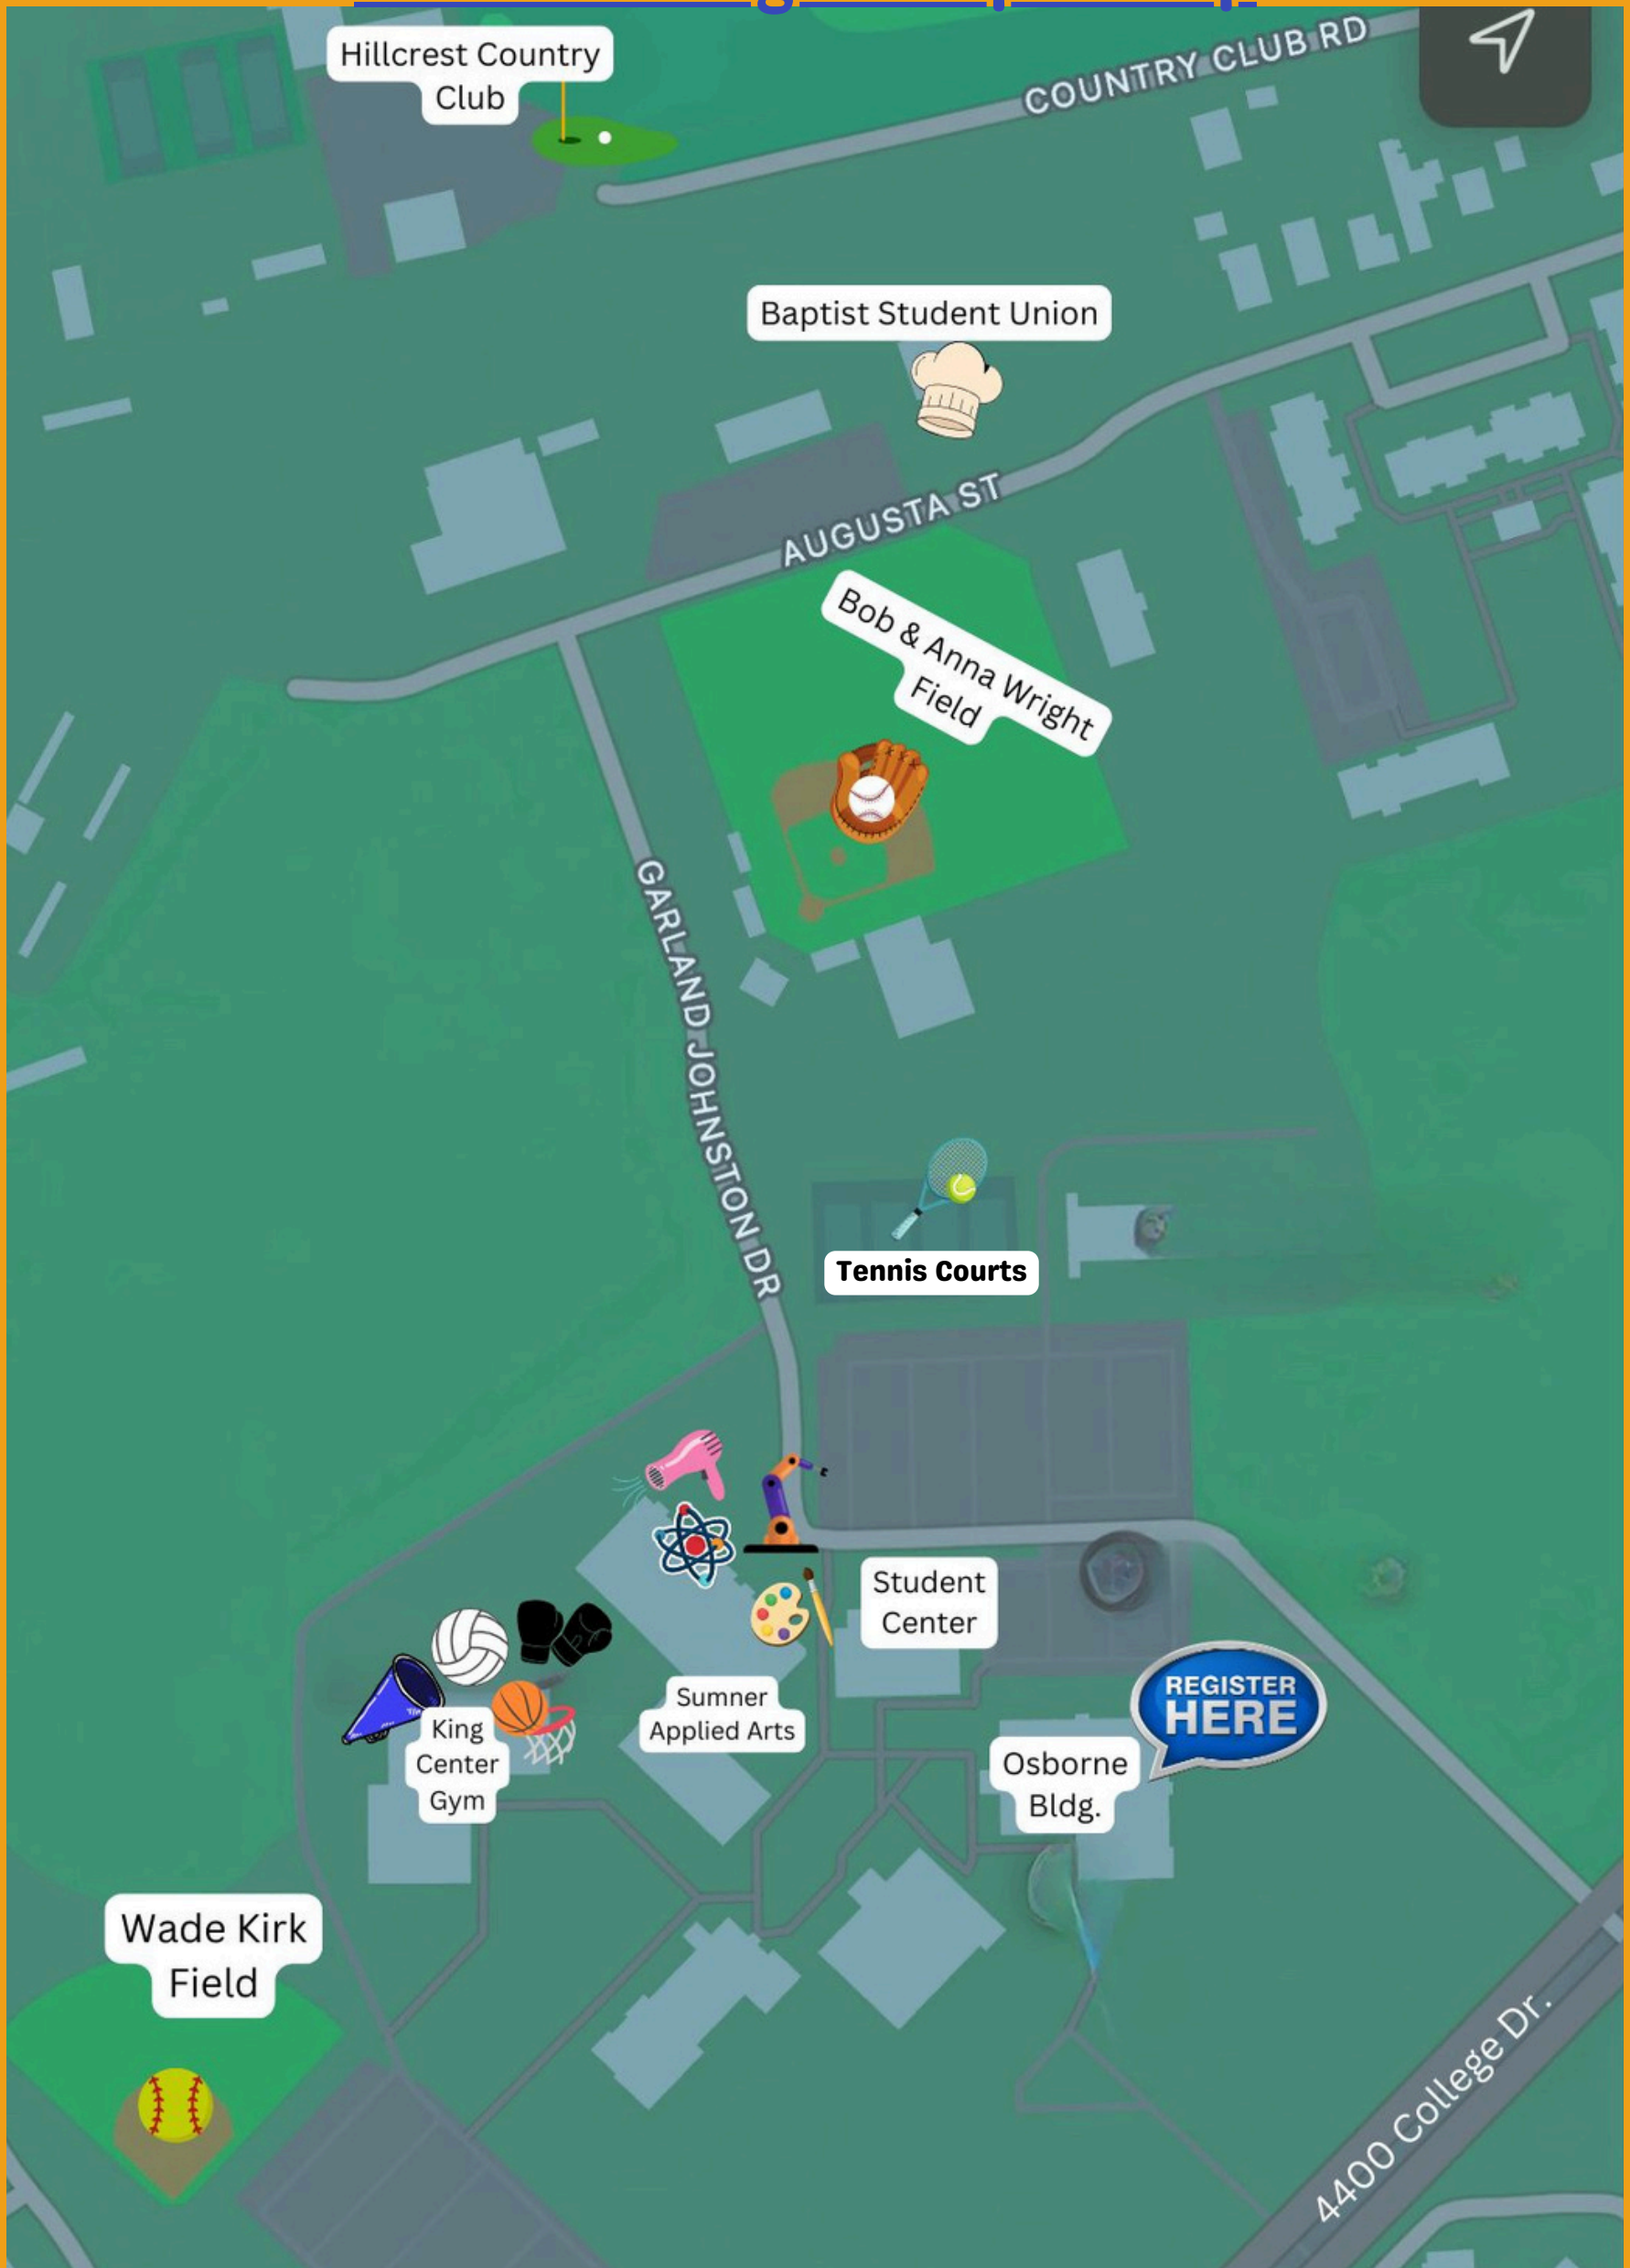 Hillcrest Country
Club
COUNTRY CLUB RD
Baptist Student Union
AUGUSTA ST
Bob & Anna Wright
Field
GARLAND JOHNSTON DR
Tennis Courts
Student
Center
Sumner
Applied Arts
King
Center
Gym
REGISTER
HERE
Osborne
Bldg.
Wade Kirk
Field
4400 College Dr.